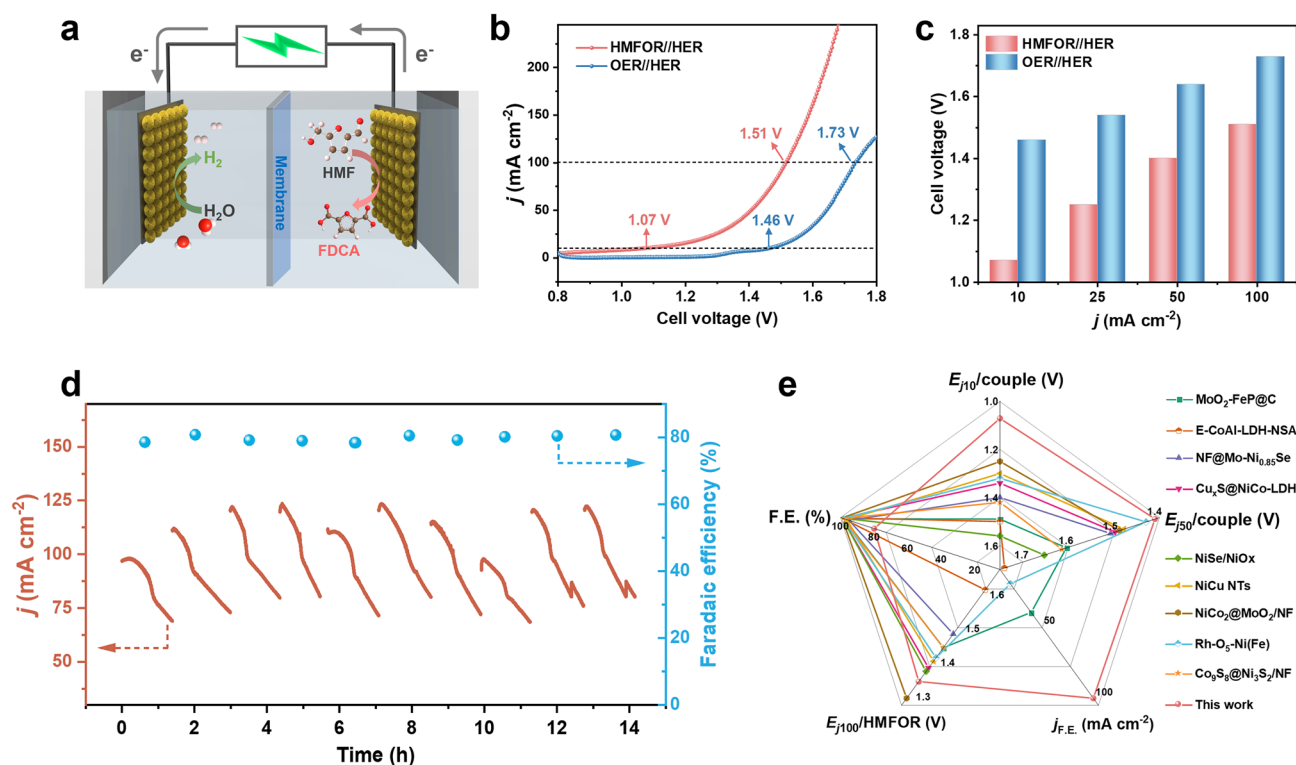 a
e-
e-
H2
H2O
Membrane
HMF
FDCA
b
HMFOR//HER
OER//HER
j (mA cm-2)
200
150
100
50
0
1.51 V
1.73 V
1.07 V
1.46 V
0.8
1.0
1.2
1.4
1.6
1.8
Cell voltage (V)
c
HMFOR//HER
OER//HER
Cell voltage (V)
1.8
1.6
1.4
1.2
1.0
10
25
50
100
j (mA cm-2)
d
j (mA cm-2)
150
125
100
75
50
0
2
4
6
8
10
12
14
Time (h)
100
80
60
40
20
0
Faradaic efficiency (%)
e
Ej10/couple (V)
1.0
1.2
1.4
1.6
Ej50/couple (V)
1.4
1.5
1.6
1.7
jF.E. (mA cm-2)
50
100
Ej100/HMFOR (V)
1.3
1.4
1.5
1.6
F.E. (%)
100
80
60
40
20
MoO2-FeP@C
E-CoAl-LDH-NSA
NF@Mo-Ni0.85Se
CuxS@NiCo-LDH
NiSe/NiOx
NiCu NTs
NiCo2@MoO2/NF
Rh-O5-Ni(Fe)
Co9S8@Ni3S2/NF
This work